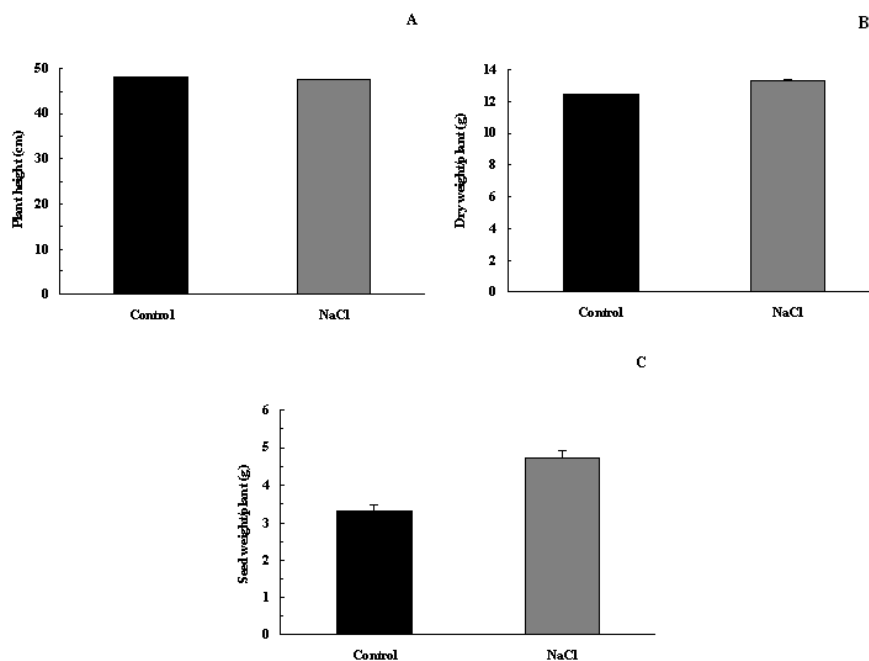 A
Plant height (cm)
50
40
30
20
10
0
Control
NaCl
B
Dry weight/plant (g)
14
12
10
8
6
4
2
0
Control
NaCl
C
Seed weight/plant (g)
6
5
4
3
2
1
0
Control
NaCl